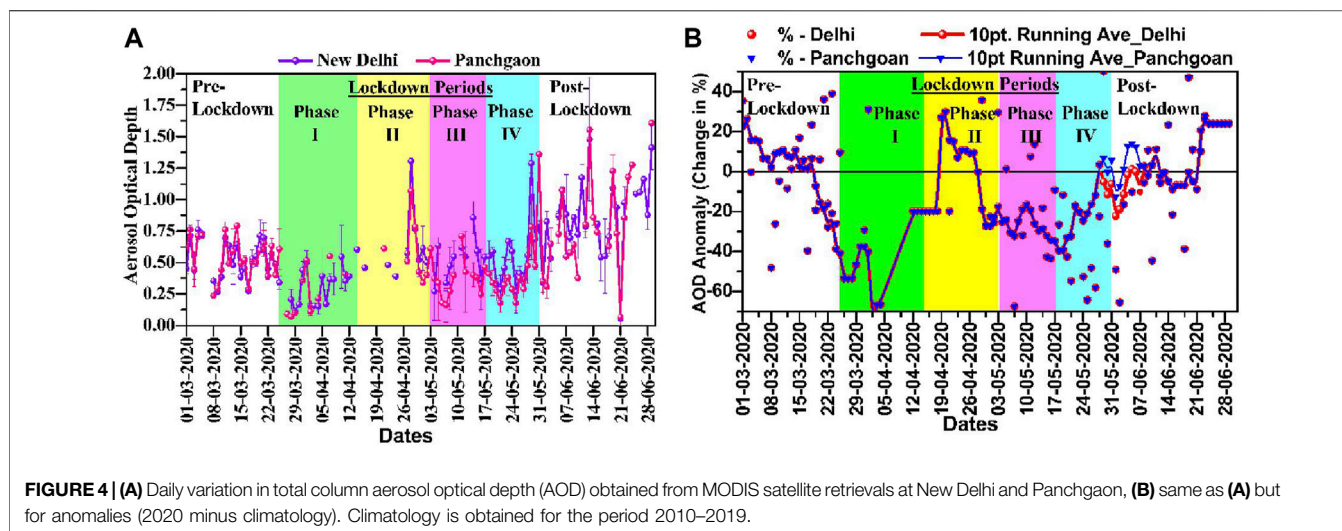 A
New Delhi Panchgaon
2.00
1.75
1.50
1.25
1.00
0.75
0.50
0.25
0.00
Aerosol Optical Depth
Pre-
Lockdown
Lockdown Periods
Phase
I
Phase
II
Phase
III
Phase
IV
Post-
Lockdown
01-03-2020
08-03-2020
15-03-2020
22-03-2020
29-03-2020
05-04-2020
12-04-2020
19-04-2020
26-04-2020
03-05-2020
10-05-2020
17-05-2020
24-05-2020
31-05-2020
07-06-2020
14-06-2020
21-06-2020
28-06-2020
Dates
B
% - Delhi 10pt. Running Ave_Delhi
% - Panchgoan 10pt Running Ave_Panchgoan
40
20
0
-20
-40
-60
AOD Anomaly (Change in %)
Pre-
Lockdown
Lockdown Periods
Phase
I
Phase
II
Phase
III
Phase
IV
Post-
Lockdown
01-03-2020
08-03-2020
15-03-2020
22-03-2020
29-03-2020
05-04-2020
12-04-2020
19-04-2020
26-04-2020
03-05-2020
10-05-2020
17-05-2020
24-05-2020
31-05-2020
07-06-2020
14-06-2020
21-06-2020
28-06-2020
Dates
FIGURE 4 | (A) Daily variation in total column aerosol optical depth (AOD) obtained from MODIS satellite retrievals at New Delhi and Panchgaon, (B) same as (A) but
for anomalies (2020 minus climatology). Climatology is obtained for the period 2010–2019.